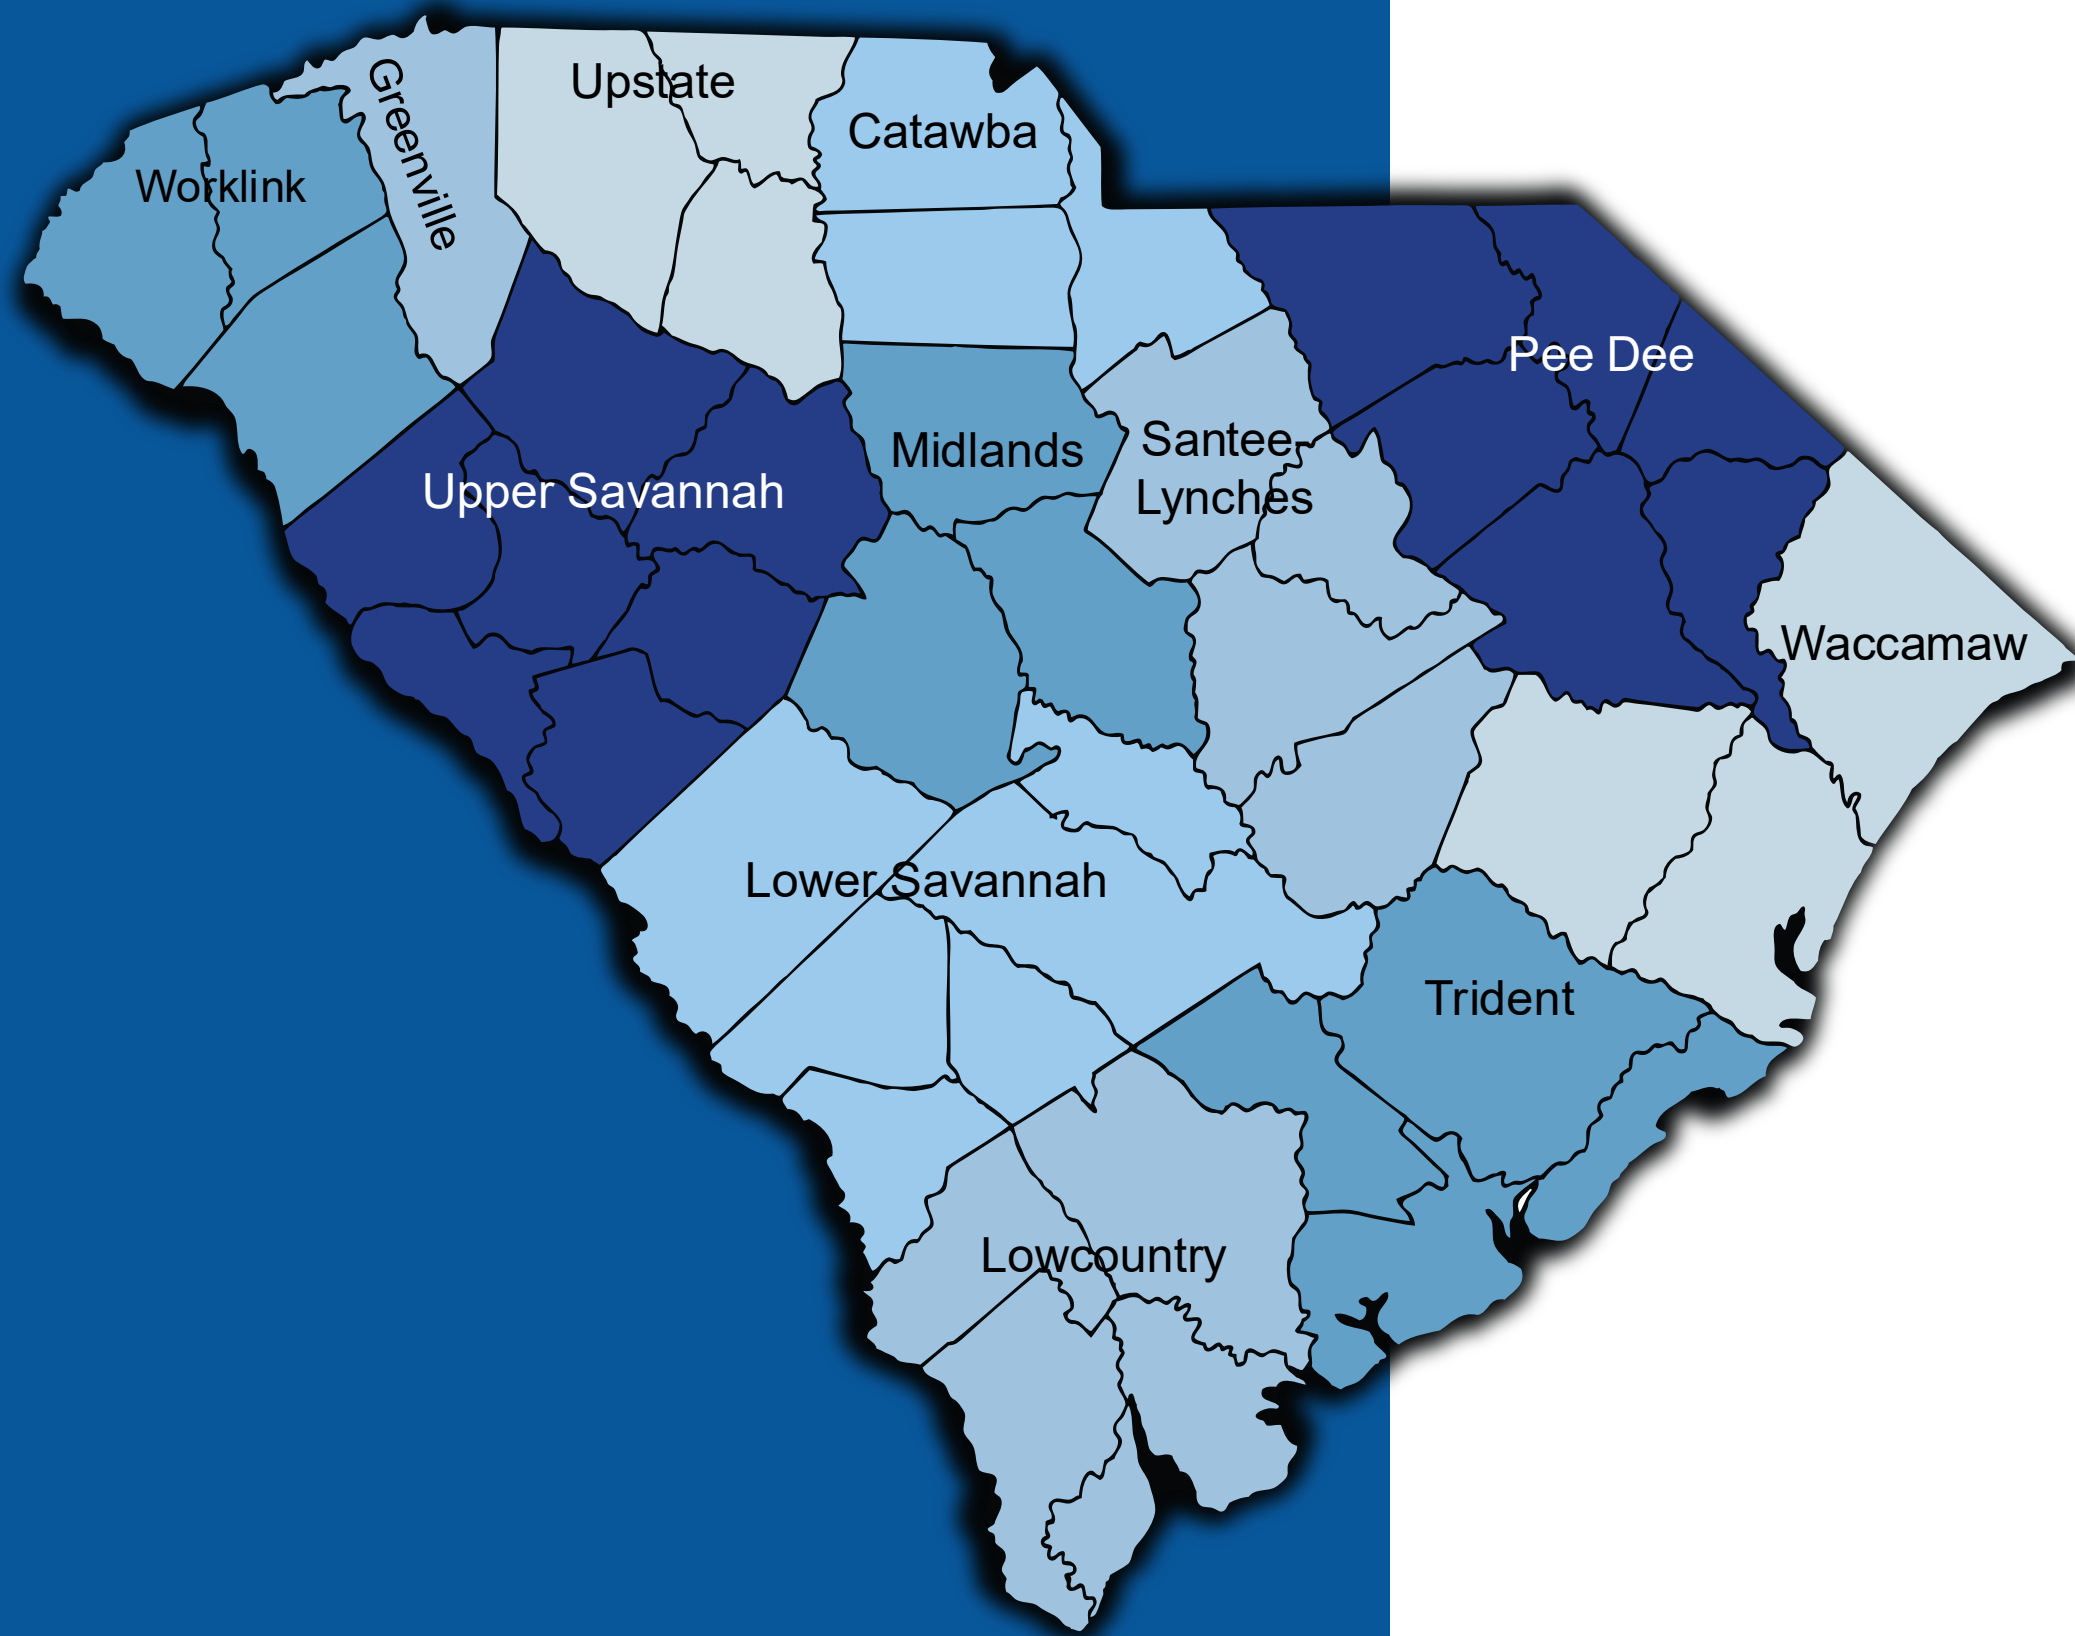 Upstate
Greenville
Catawba
Worklink
Pee Dee
Santee-
Lynches
Midlands
Upper Savannah
Waccamaw
Lower Savannah
Trident
Lowcountry